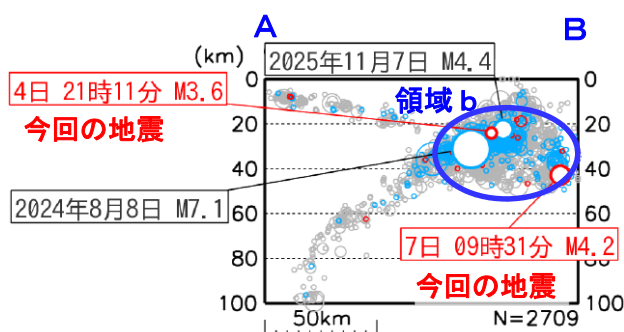 A
B
(km)
2025年11月7日 M4.4
4日 21時11分 M3.6
今回の地震
領域b
0
20
40
60
80
100
0
20
40
60
80
100
2024年8月8日 M7.1
7日 09時31分 M4.2
今回の地震
50km
N=2709